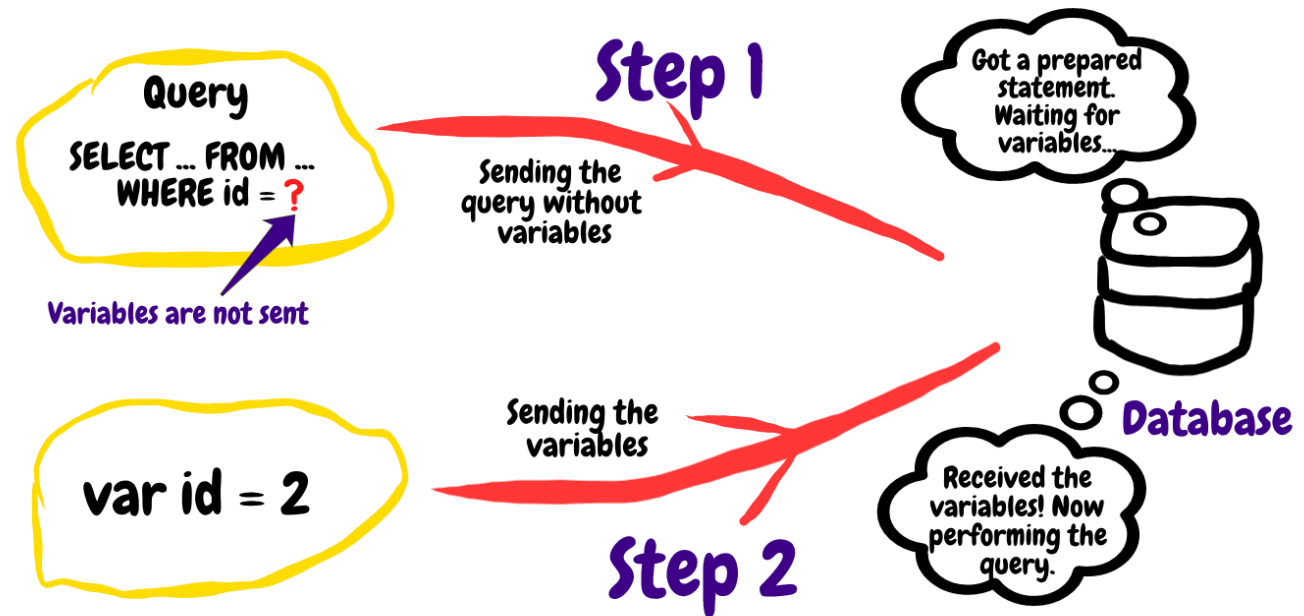 Query
SELECT ... FROM ...
WHERE id = ?
Variables are not sent
Step 1
Sending the
query without
variables
Got a prepared
statement.
Waiting for
variables...
var id = 2
Sending the
variables
Step 2
Database
Received the
variables! Now
performing the
query.